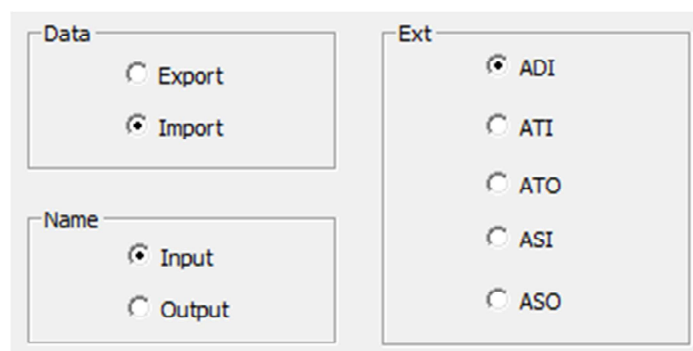 Data
Export
Import
Name
Input
Output
Ext
ADI
ATI
ATO
ASI
ASO